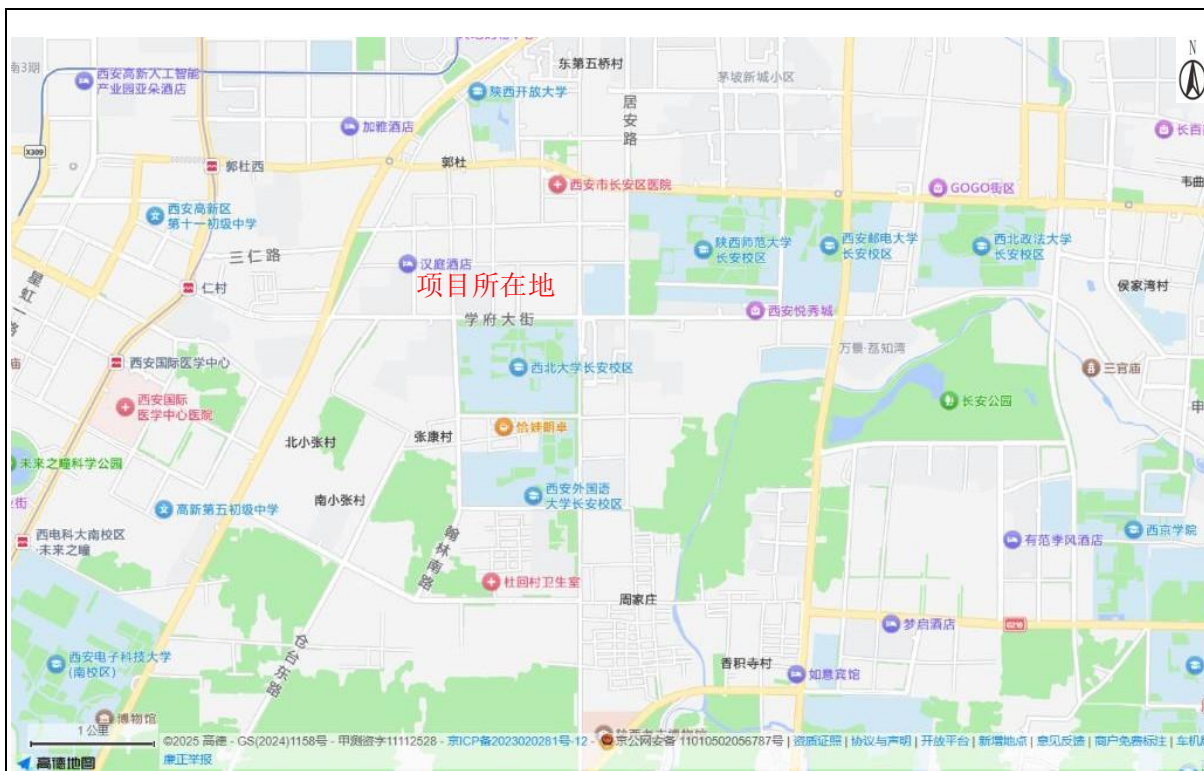 南3期
西安高新人工智能
产业园亚朵酒店
东第五桥村
茅坡新城小区
N
陕西开放大学
居安路
加雅酒店
X309
郭杜西
郭杜
西安市长安区医院
GOGO街区
韦曲
西安高新区
第十一初级中学
三仁路
汉庭酒店
陕西师范大学
长安校区
西安邮电大学
长安校区
西北政法大学
长安校区
项目所在地
侯家湾村
仁村
学府大街
西安悦秀城
万景·荔知湾
西安国际医学中心
西北大学长安校区
三官庙
西安国际
医学中心医院
长安公园
恰娃朗卓
张康村
北小张村
未来之瞳科学公园
南小张村
西安外国语
大学长安校区
高新第五初级中学
西电科大南校区
·未来之瞳
翰林南路
有范季风酒店
西京学院
杜回村卫生室
周家庄
梦启酒店
西安电子科技大学
(南校区)
仓台东路
香积寺村
如意宾馆
博物馆
1 公里
©2025 高德 - GS(2024)1158号 - 甲测资字11112528 - 京ICP备2023020281号-12 - 京公网安备 11010502056787号 | 资质证照 | 协议与声明 | 开放平台 | 新增地点 | 意见反馈 | 商户免费标注 | 车机
廉正举报
高德地图